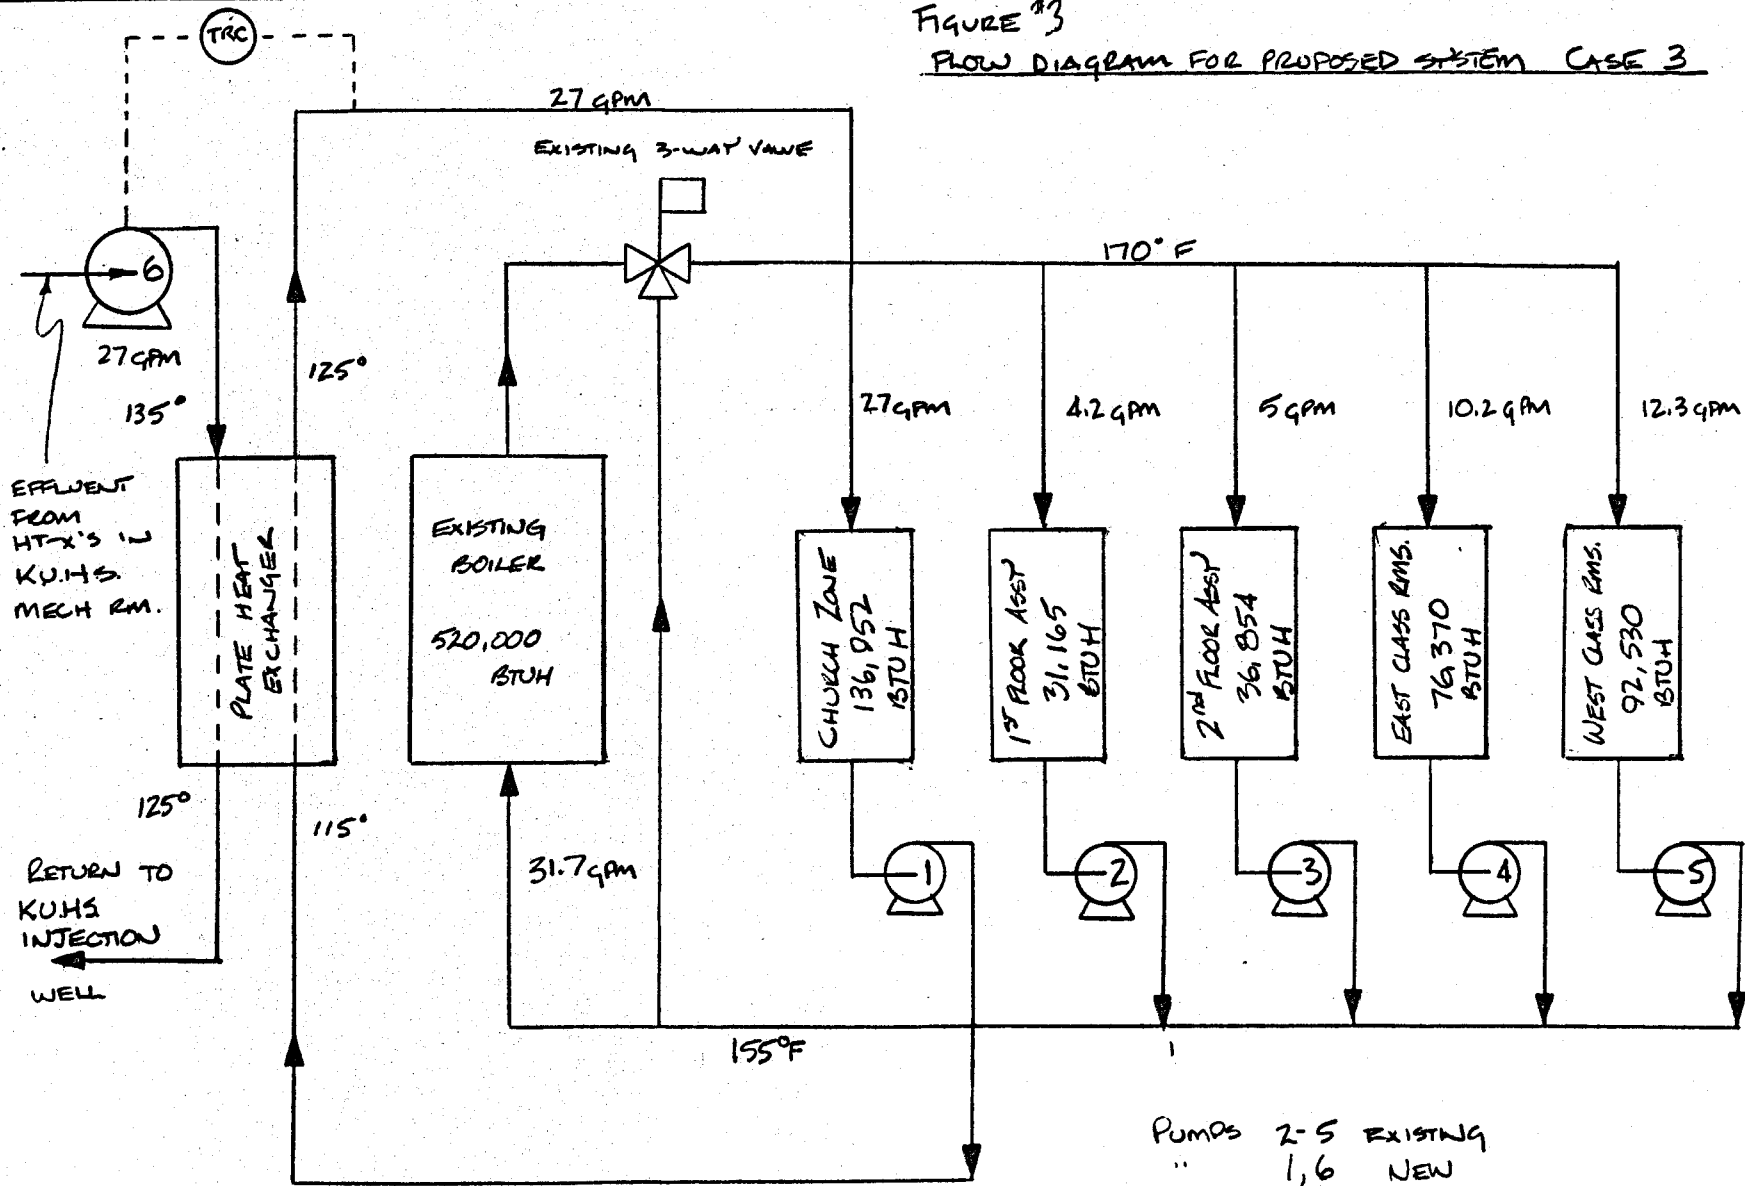 FIGURE #3
FLOW DIAGRAM FOR PROPOSED SYSTEM CASE 3
TRC
27 GPM
EXISTING 3-WAY VALVE
6
170° F
27 GPM
135°
125°
27 GPM
4.2 GPM
5 GPM
10.2 GPM
12.3 GPM
EFFLUENT
FROM
HT-X'S IN
K.U.H.S.
MECH RM.
PLATE HEAT
EXCHANGER
EXISTING
BOILER
520,000
BTUH
CHURCH ZONE
136,052
BTUH
1ST FLOOR ASST
31,165
BTUH
2nd FLOOR ASST
36,854
BTUH
EAST CLASS RMS.
76,370
BTUH
WEST CLASS RMS.
92,530
BTUH
125°
115°
31.7 GPM
1
2
3
4
5
RETURN TO
K.U.H.S.
INJECTION
WELL
155°F
PUMPS 2-5 EXISTING
" 1,6 NEW